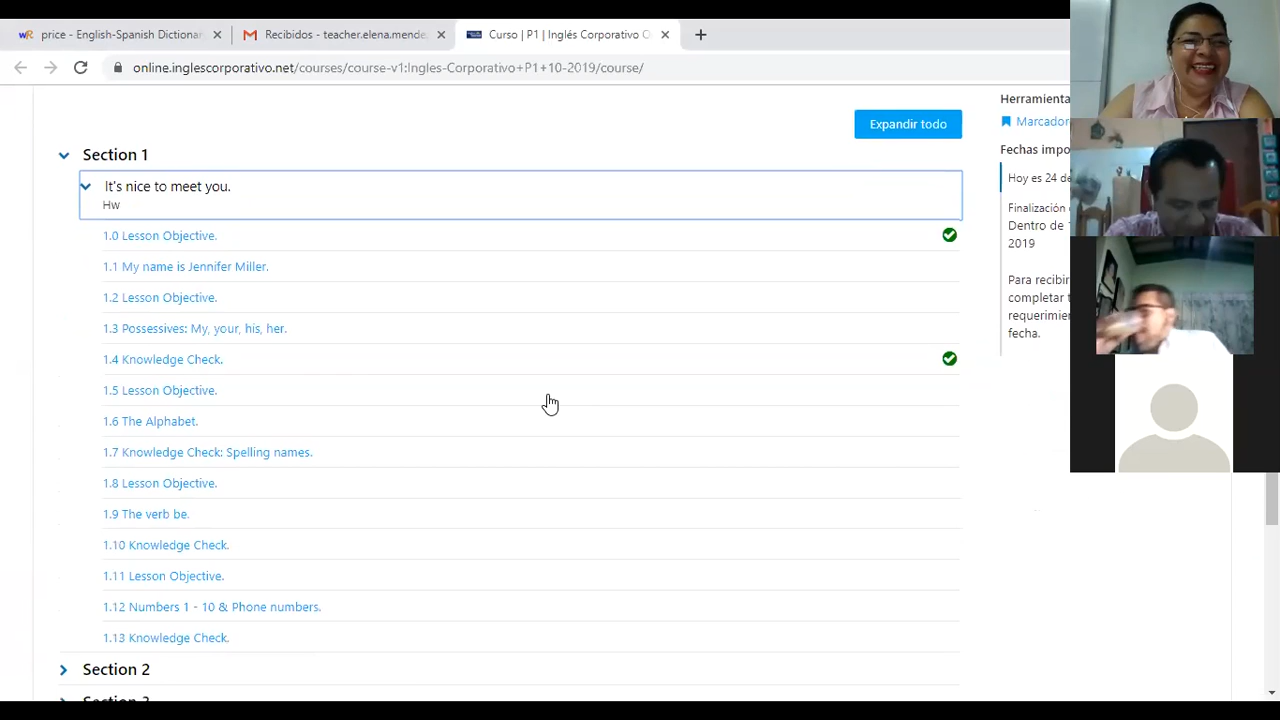 price - English-Spanish Dictionar
Recibidos - teacher.elena.mende
Curso | P1 | Inglés Corporativo O
online.inglescorporativo.net/courses/course-v1:Ingles-Corporativo+P1+10-2019/course/
Expandir todo
Herramienta
Marcador
Fechas impo
Hoy es 24 de
Finalización
Dentro de
2019
Para recibir
completar t
requerimien
fecha.
Section 1
It's nice to meet you.
Hw
1.0 Lesson Objective.
1.1 My name is Jennifer Miller.
1.2 Lesson Objective.
1.3 Possessives: My, your, his, her.
1.4 Knowledge Check.
1.5 Lesson Objective.
1.6 The Alphabet.
1.7 Knowledge Check: Spelling names.
1.8 Lesson Objective.
1.9 The verb be.
1.10 Knowledge Check.
1.11 Lesson Objective.
1.12 Numbers 1 - 10 & Phone numbers.
1.13 Knowledge Check.
Section 2